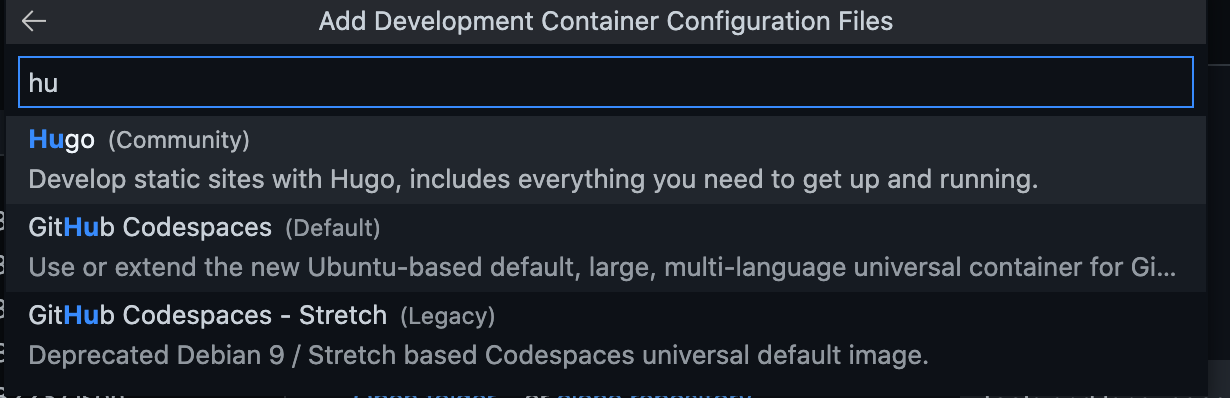 Add Development Container Configuration Files
hu
Hugo (Community)
Develop static sites with Hugo, includes everything you need to get up and running.
GitHub Codespaces (Default)
Use or extend the new Ubuntu-based default, large, multi-language universal container for Gi...
GitHub Codespaces - Stretch (Legacy)
Deprecated Debian 9 / Stretch based Codespaces universal default image.